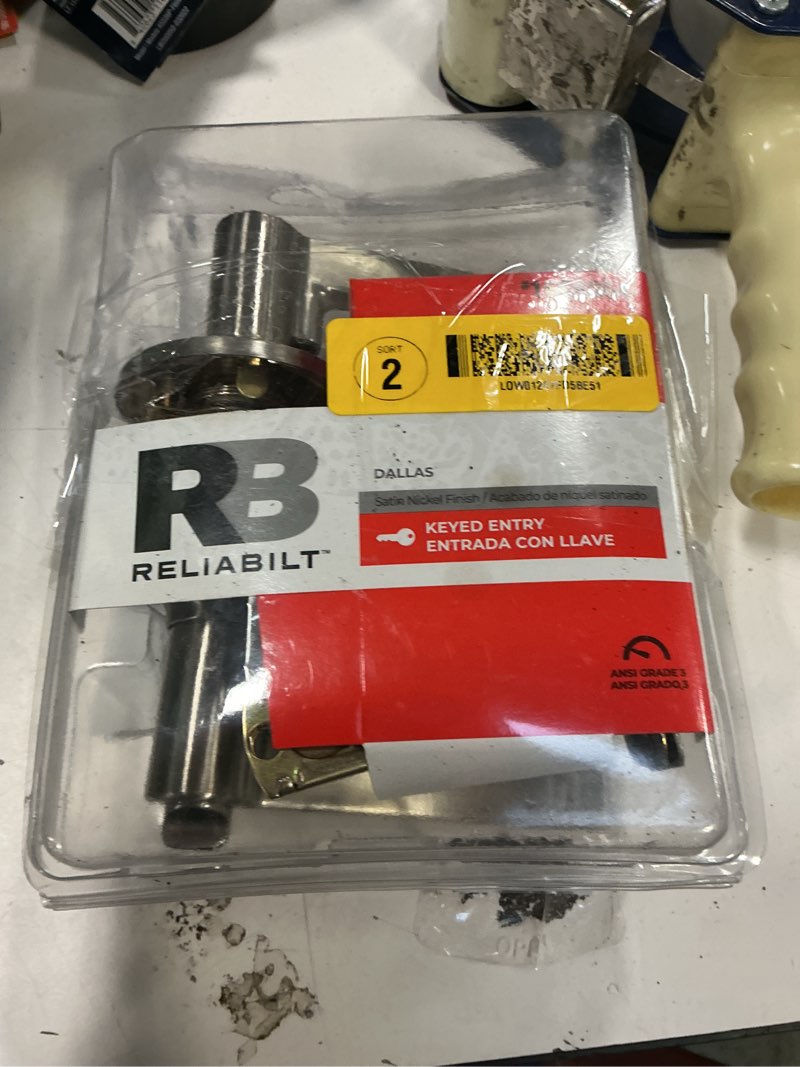 SORT
2
RB
RELIABILT™
DALLAS
Satin Nickel Finish / Acabado de níquel satinado
KEYED ENTRY
ENTRADA CON LLAVE
ANSI GRADE 3
ANSI GRADO 3